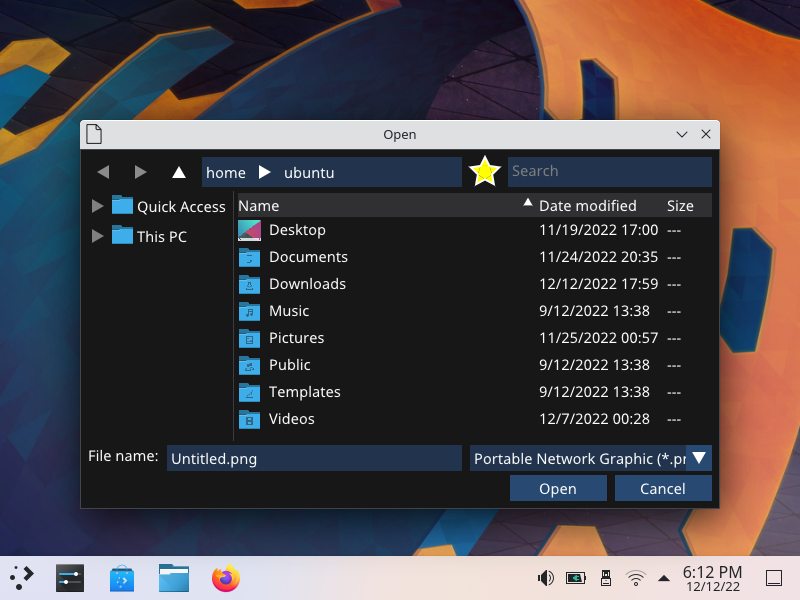 Open
home ubuntu Search
Quick Access
This PC
Name Date modified Size
Desktop 11/19/2022 17:00 ---
Documents 11/24/2022 20:35 ---
Downloads 12/12/2022 17:59 ---
Music 9/12/2022 13:38 ---
Pictures 11/25/2022 00:57 ---
Public 9/12/2022 13:38 ---
Templates 9/12/2022 13:38 ---
Videos 12/7/2022 00:28 ---
File name: Untitled.png Portable Network Graphic (*.pr
Open Cancel
6:12 PM
12/12/22